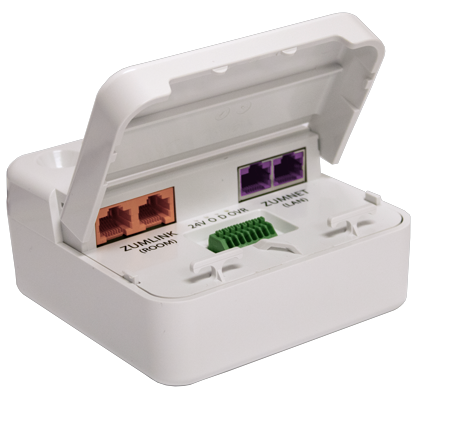 ZUMLINK
(ROOM)
24V G D OVR
ZUMNET
(LAN)